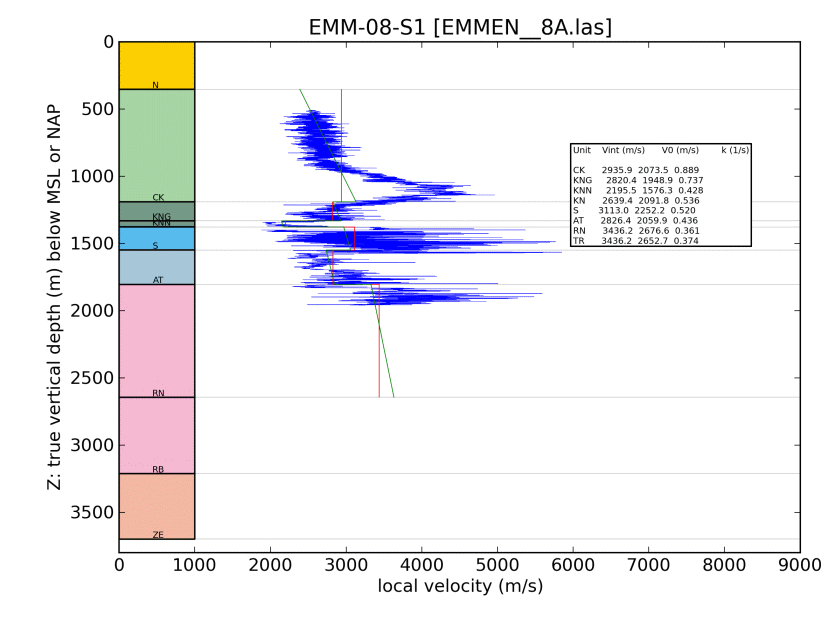 EMM-08-S1 [EMMEN__8A.las]
0
500
1000
1500
2000
2500
3000
3500
Z: true vertical depth (m) below MSL or NAP
N
CK
KNG
KNN
S
AT
RN
RB
ZE
Unit Vint (m/s) V0 (m/s) k (1/s)
CK 2935.9 2073.5 0.889
KNG 2820.4 1948.9 0.737
KNN 2195.5 1576.3 0.428
KN 2639.4 2091.8 0.536
S 3113.0 2252.2 0.520
AT 2826.4 2059.9 0.436
RN 3436.2 2676.6 0.361
TR 3436.2 2652.7 0.374
0 1000 2000 3000 4000 5000 6000 7000 8000 9000
local velocity (m/s)